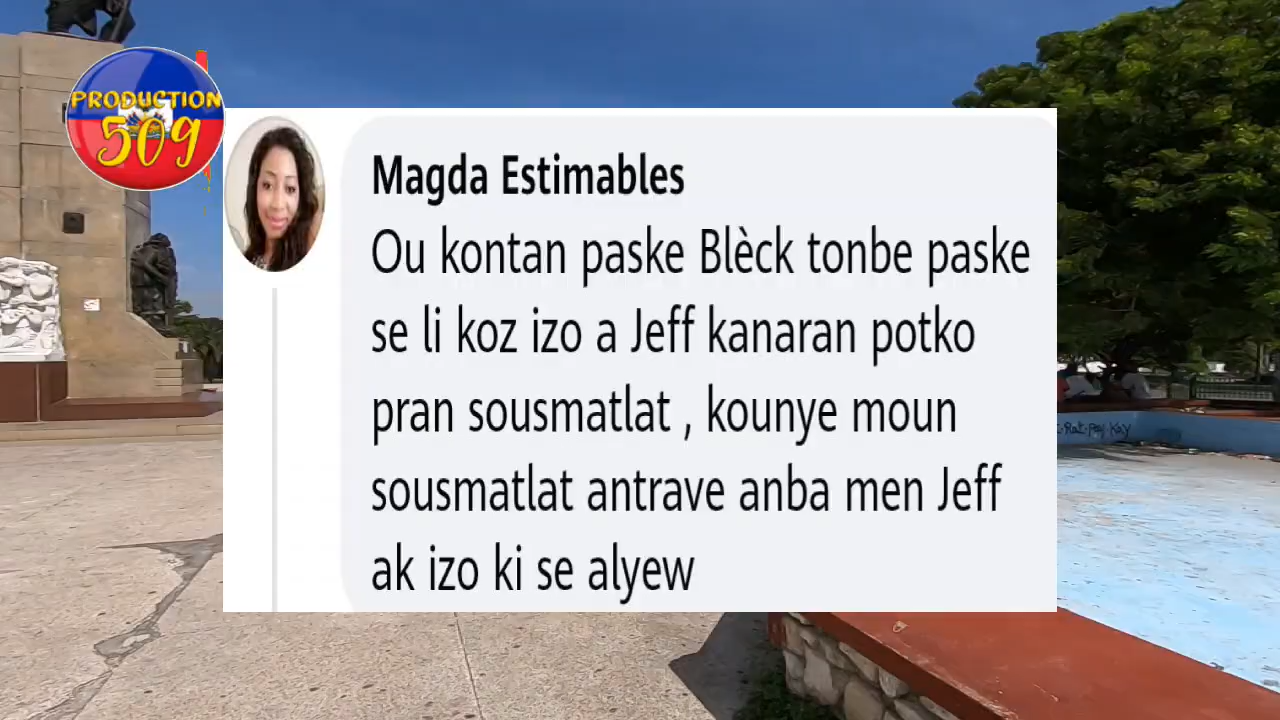 PRODUCTION
509
Magda Estimables
Ou kontan paske Blèck tonbe paske
se li koz izo a Jeff kanaran potko
pran sousmatlat , kounye moun
sousmatlat antrave anba men Jeff
ak izo ki se alyew